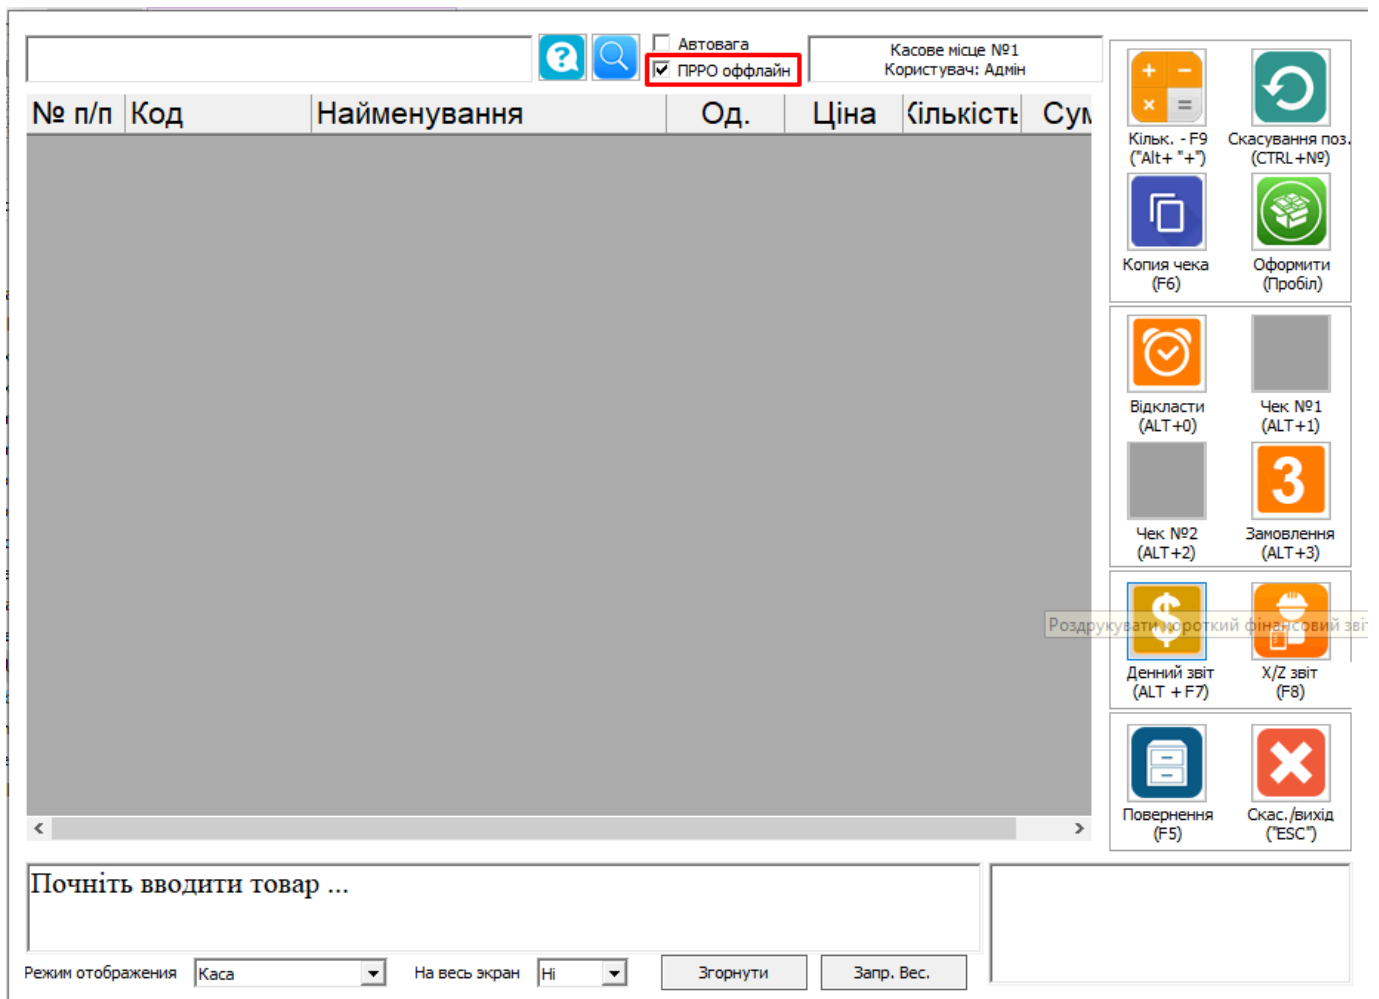 Автовага
ПРРО оффлайн
Касове місце №1
Користувач: Адмін
№ п/п Код Найменування Од. Ціна Кількість Сум
Кільк. - F9
("Alt+ "+")
Скасування поз.
(CTRL+№)
Копия чека
(F6)
Оформити
(Пробіл)
Відкласти
(ALT+0)
Чек №1
(ALT+1)
Чек №2
(ALT+2)
3
Замовлення
(ALT+3)
Роздрукувати короткий фінансовий звіт
$
Денний звіт
(ALT + F7)
X/Z звіт
(F8)
Повернення
(F5)
Скас./вихід
("ESC")
Почніть вводити товар ...
Режим отображения Каса На весь экран Ні Згорнути Запр. Вес.